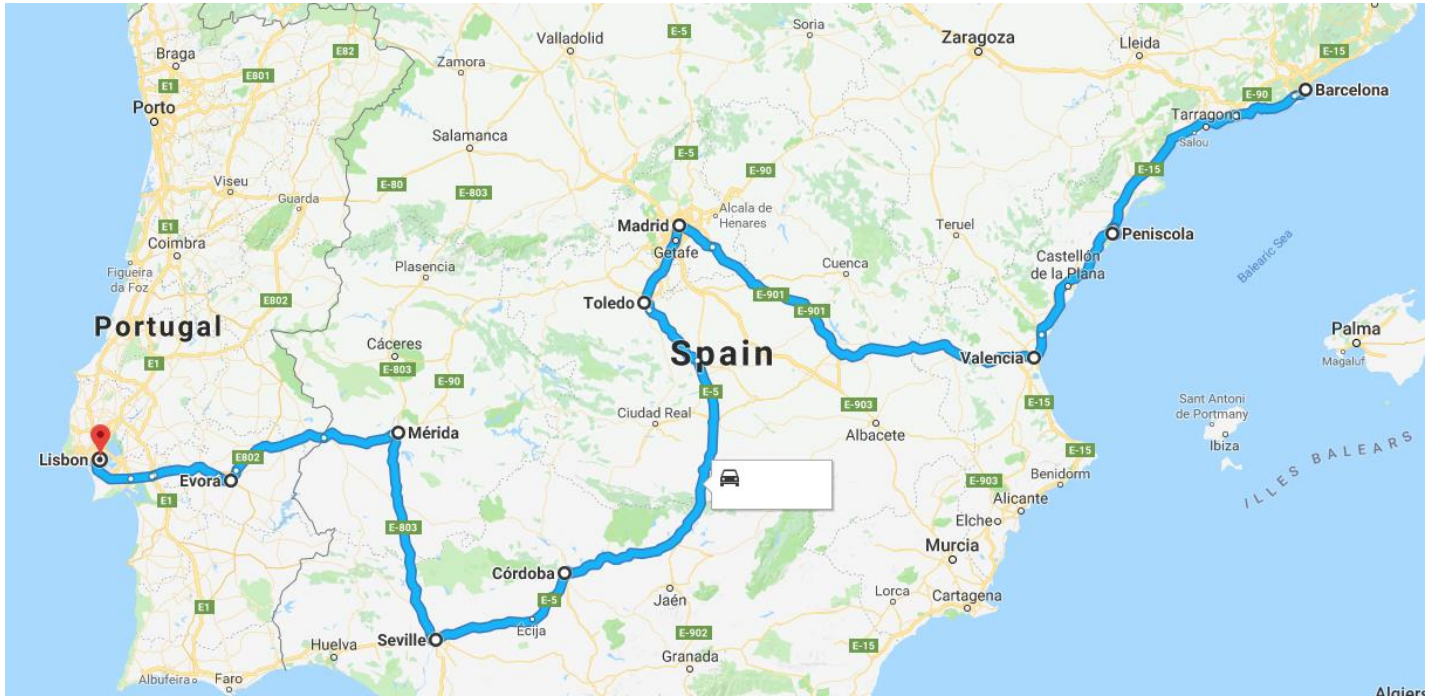 Soria
E-5
Valladolid
Zaragoza
Lleida
E-15
Braga
E82
Zamora
E1
E801
E-90
Barcelona
Porto
Tarragona
Salou
Salamanca
E-5
E-15
E-90
Viseu
E-80
E-803
Guarda
Alcala de
Henares
Madrid
Teruel
E1
Peniscola
Coimbra
Getafe
Castellón
de la Plana
Balearic Sea
Figueira
da Foz
Plasencia
Cuenca
E802
Toledo
E-901
E-901
Portugal
Palma
Cáceres
Spain
Valencia
Magaluf
E1
E-803
E-90
E-5
E-15
Sant Antoni
de Portmany
Ciudad Real
E-903
Albacete
Mérida
Ibiza
ILLES BALEARS
Lisbon
E802
E-15
Evora
Benidorm
E-903
E1
Alicante
Elche
E-803
Murcia
Córdoba
Lorca
Cartagena
Jaén
E1
E-5
Écija
Seville
E-902
Huelva
E-15
Granada
Albufeira
Faro
Algiers